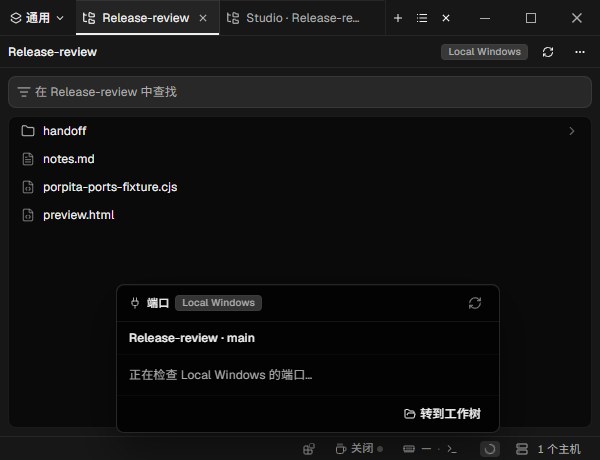 通用 Release-review Studio · Release-re...
Release-review Local Windows
在 Release-review 中查找
handoff
notes.md
porpita-ports-fixture.cjs
preview.html
端口 Local Windows
Release-review · main
正在检查 Local Windows 的端口...
转到工作树
关闭 1 个主机